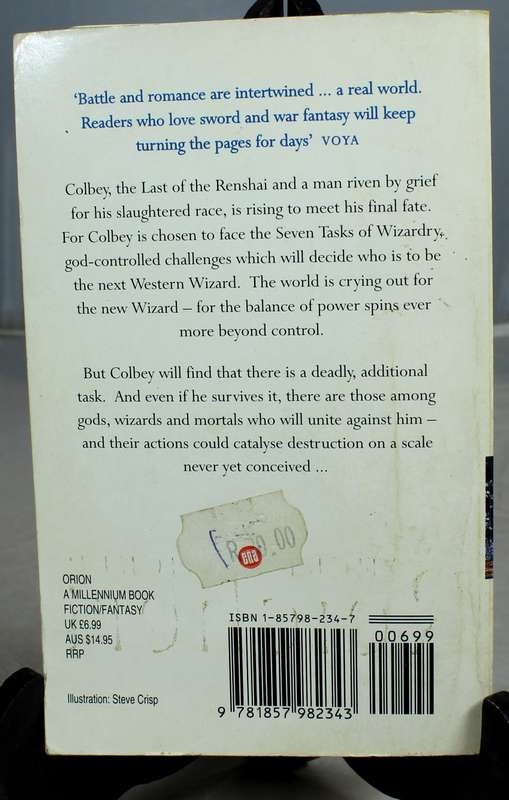 ‘Battle and romance are intertwined ... a real world.
Readers who love sword and war fantasy will keep
turning the pages for days’ VOYA
Colbey, the Last of the Renshai and a man riven by grief
for his slaughtered race, is rising to meet his final fate.
For Colbey is chosen to face the Seven Tasks of Wizardry,
god-controlled challenges which will decide who is to be
the next Western Wizard. The world is crying out for
the new Wizard – for the balance of power spins ever
more beyond control.
But Colbey will find that there is a deadly, additional
task. And even if he survives it, there are those among
gods, wizards and mortals who will unite against him –
and their actions could catalyse destruction on a scale
never yet conceived ...
cna
ORION
A MILLENNIUM BOOK
FICTION/FANTASY
UK £6.99
AUS $14.95
RRP
Illustration: Steve Crisp
ISBN 1-85798-234-7
00699
9 781857 982343